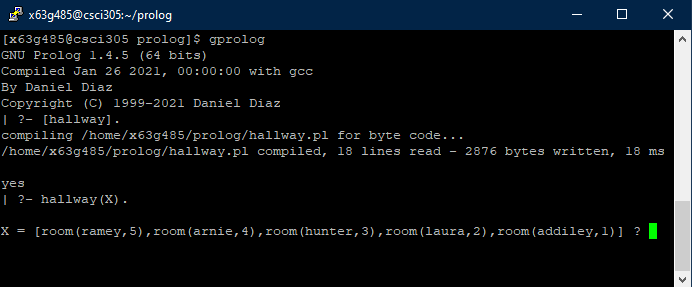 x63g485@csci305:~/prolog
[x63g485@csci305 prolog]$ gprolog
GNU Prolog 1.4.5 (64 bits)
Compiled Jan 26 2021, 00:00:00 with gcc
By Daniel Diaz
Copyright (C) 1999-2021 Daniel Diaz
| ?- [hallway].
compiling /home/x63g485/prolog/hallway.pl for byte code...
/home/x63g485/prolog/hallway.pl compiled, 18 lines read - 2876 bytes written, 18 ms
yes
| ?- hallway(X).
X = [room(ramey,5),room(arnie,4),room(hunter,3),room(laura,2),room(addiley,1)] ?